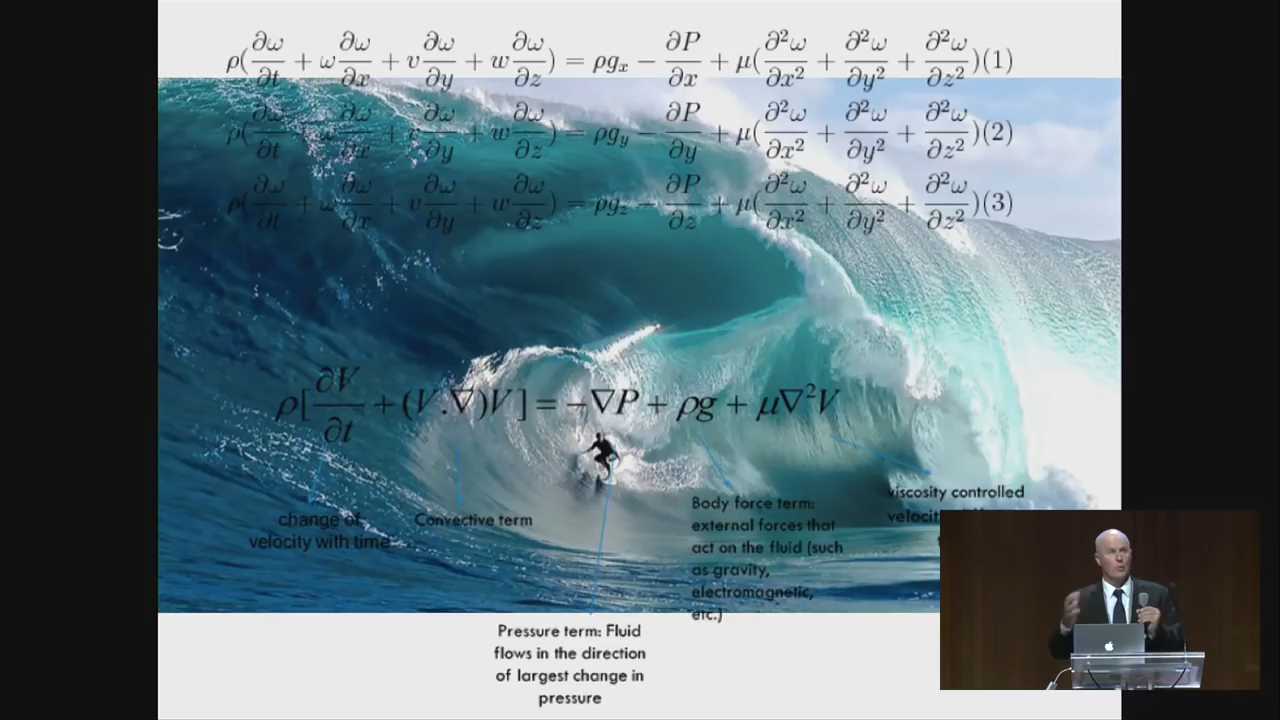 ρ(∂ω/∂t + ω ∂ω/∂x + v ∂ω/∂y + w ∂ω/∂z) = ρgₓ − ∂P/∂x + μ(∂²ω/∂x² + ∂²ω/∂y² + ∂²ω/∂z²)(1)
ρ(∂ω/∂t + ω ∂ω/∂x + v ∂ω/∂y + w ∂ω/∂z) = ρg_y − ∂P/∂y + μ(∂²ω/∂x² + ∂²ω/∂y² + ∂²ω/∂z²)(2)
ρ(∂ω/∂t + ω ∂ω/∂x + v ∂ω/∂y + w ∂ω/∂z) = ρg_z − ∂P/∂z + μ(∂²ω/∂x² + ∂²ω/∂y² + ∂²ω/∂z²)(3)
ρ[∂V/∂t + (V.∇)V] = −∇P + ρg + μ∇²V
change of
velocity with time
Convective term
Pressure term: Fluid
flows in the direction
of largest change in
pressure
Body force term:
external forces that
act on the fluid (such
as gravity,
electromagnetic,
etc.)
viscosity controlled